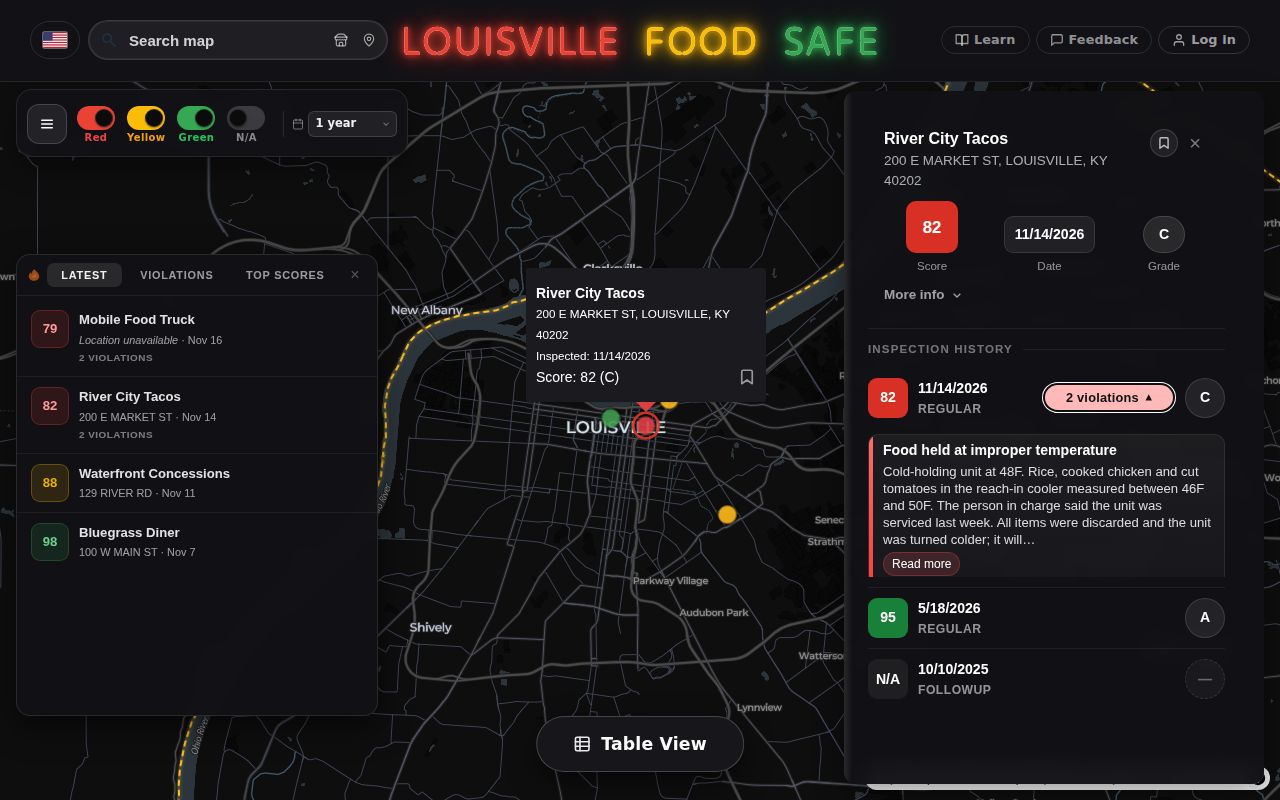 Search map
LOUISVILLE FOOD SAFE
Learn
Feedback
Log In
Red
Yellow
Green
N/A
1 year
LATEST
VIOLATIONS
TOP SCORES
79
Mobile Food Truck
Location unavailable · Nov 16
2 VIOLATIONS
82
River City Tacos
200 E MARKET ST · Nov 14
2 VIOLATIONS
88
Waterfront Concessions
129 RIVER RD · Nov 11
98
Bluegrass Diner
100 W MAIN ST · Nov 7
Clarksville
New Albany
River City Tacos
200 E MARKET ST, LOUISVILLE, KY
40202
Inspected: 11/14/2026
Score: 82 (C)
LOUISVILLE
Parkway Village
Audubon Park
Shively
Lynnview
Ohio River
Table View
River City Tacos
200 E MARKET ST, LOUISVILLE, KY
40202
82
Score
11/14/2026
Date
C
Grade
More info
INSPECTION HISTORY
82
11/14/2026
REGULAR
2 violations ▲
C
Food held at improper temperature
Cold-holding unit at 48F. Rice, cooked chicken and cut
tomatoes in the reach-in cooler measured between 46F
and 50F. The person in charge said the unit was
serviced last week. All items were discarded and the unit
was turned colder; it will…
Read more
95
5/18/2026
REGULAR
A
N/A
10/10/2025
FOLLOWUP
—